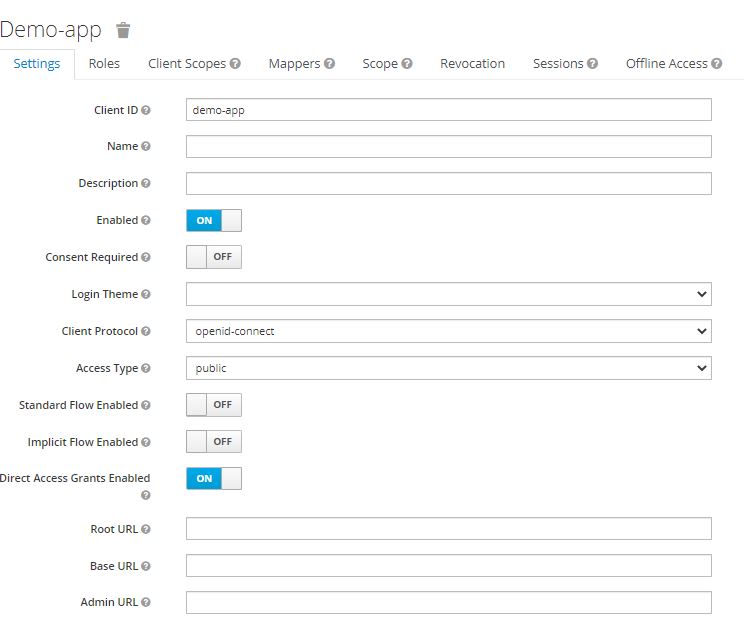 Demo-app
Settings Roles Client Scopes Mappers Scope Revocation Sessions Offline Access
Client ID demo-app
Name
Description
Enabled ON
Consent Required OFF
Login Theme
Client Protocol openid-connect
Access Type public
Standard Flow Enabled OFF
Implicit Flow Enabled OFF
Direct Access Grants Enabled ON
Root URL
Base URL
Admin URL